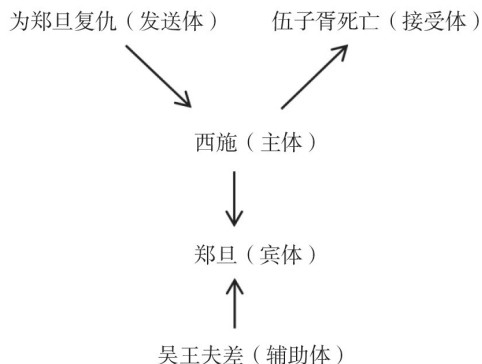 为郑旦复仇（发送体） 伍子胥死亡（接受体）
西施（主体）
郑旦（宾体）
吴王夫差（辅助体）